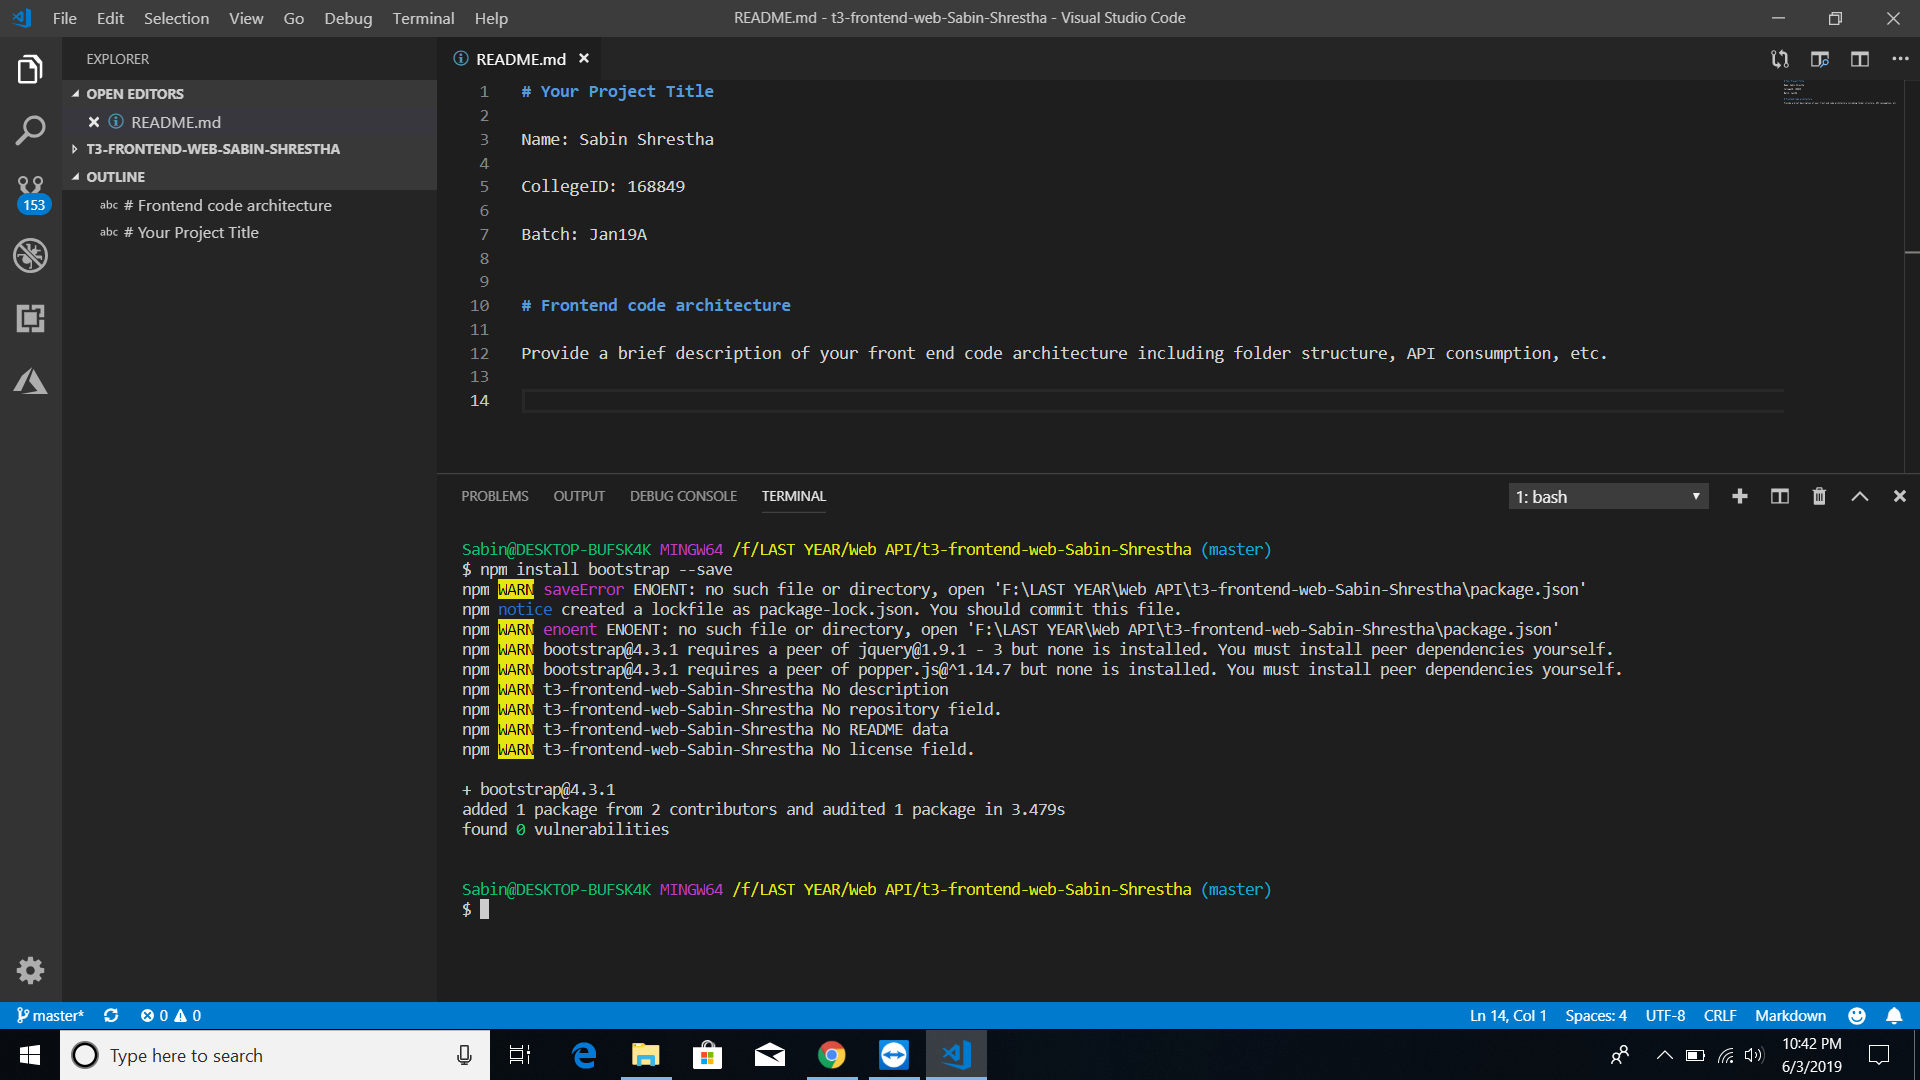 File Edit Selection View Go Debug Terminal Help
README.md - t3-frontend-web-Sabin-Shrestha - Visual Studio Code
EXPLORER
OPEN EDITORS
README.md
T3-FRONTEND-WEB-SABIN-SHRESTHA
OUTLINE
abc # Frontend code architecture
abc # Your Project Title
153
README.md
1 # Your Project Title
2
3 Name: Sabin Shrestha
4
5 CollegeID: 168849
6
7 Batch: Jan19A
8
9
10 # Frontend code architecture
11
12 Provide a brief description of your front end code architecture including folder structure, API consumption, etc.
13
14
PROBLEMS OUTPUT DEBUG CONSOLE TERMINAL
1: bash
Sabin@DESKTOP-BUFSK4K MINGW64 /f/LAST YEAR/Web API/t3-frontend-web-Sabin-Shrestha (master)
$ npm install bootstrap --save
npm WARN saveError ENOENT: no such file or directory, open 'F:\LAST YEAR\Web API\t3-frontend-web-Sabin-Shrestha\package.json'
npm notice created a lockfile as package-lock.json. You should commit this file.
npm WARN enoent ENOENT: no such file or directory, open 'F:\LAST YEAR\Web API\t3-frontend-web-Sabin-Shrestha\package.json'
npm WARN bootstrap@4.3.1 requires a peer of jquery@1.9.1 - 3 but none is installed. You must install peer dependencies yourself.
npm WARN bootstrap@4.3.1 requires a peer of popper.js@^1.14.7 but none is installed. You must install peer dependencies yourself.
npm WARN t3-frontend-web-Sabin-Shrestha No description
npm WARN t3-frontend-web-Sabin-Shrestha No repository field.
npm WARN t3-frontend-web-Sabin-Shrestha No README data
npm WARN t3-frontend-web-Sabin-Shrestha No license field.
+ bootstrap@4.3.1
added 1 package from 2 contributors and audited 1 package in 3.479s
found 0 vulnerabilities
Sabin@DESKTOP-BUFSK4K MINGW64 /f/LAST YEAR/Web API/t3-frontend-web-Sabin-Shrestha (master)
$
master* 0 0
Ln 14, Col 1 Spaces: 4 UTF-8 CRLF Markdown
Type here to search
10:42 PM
6/3/2019